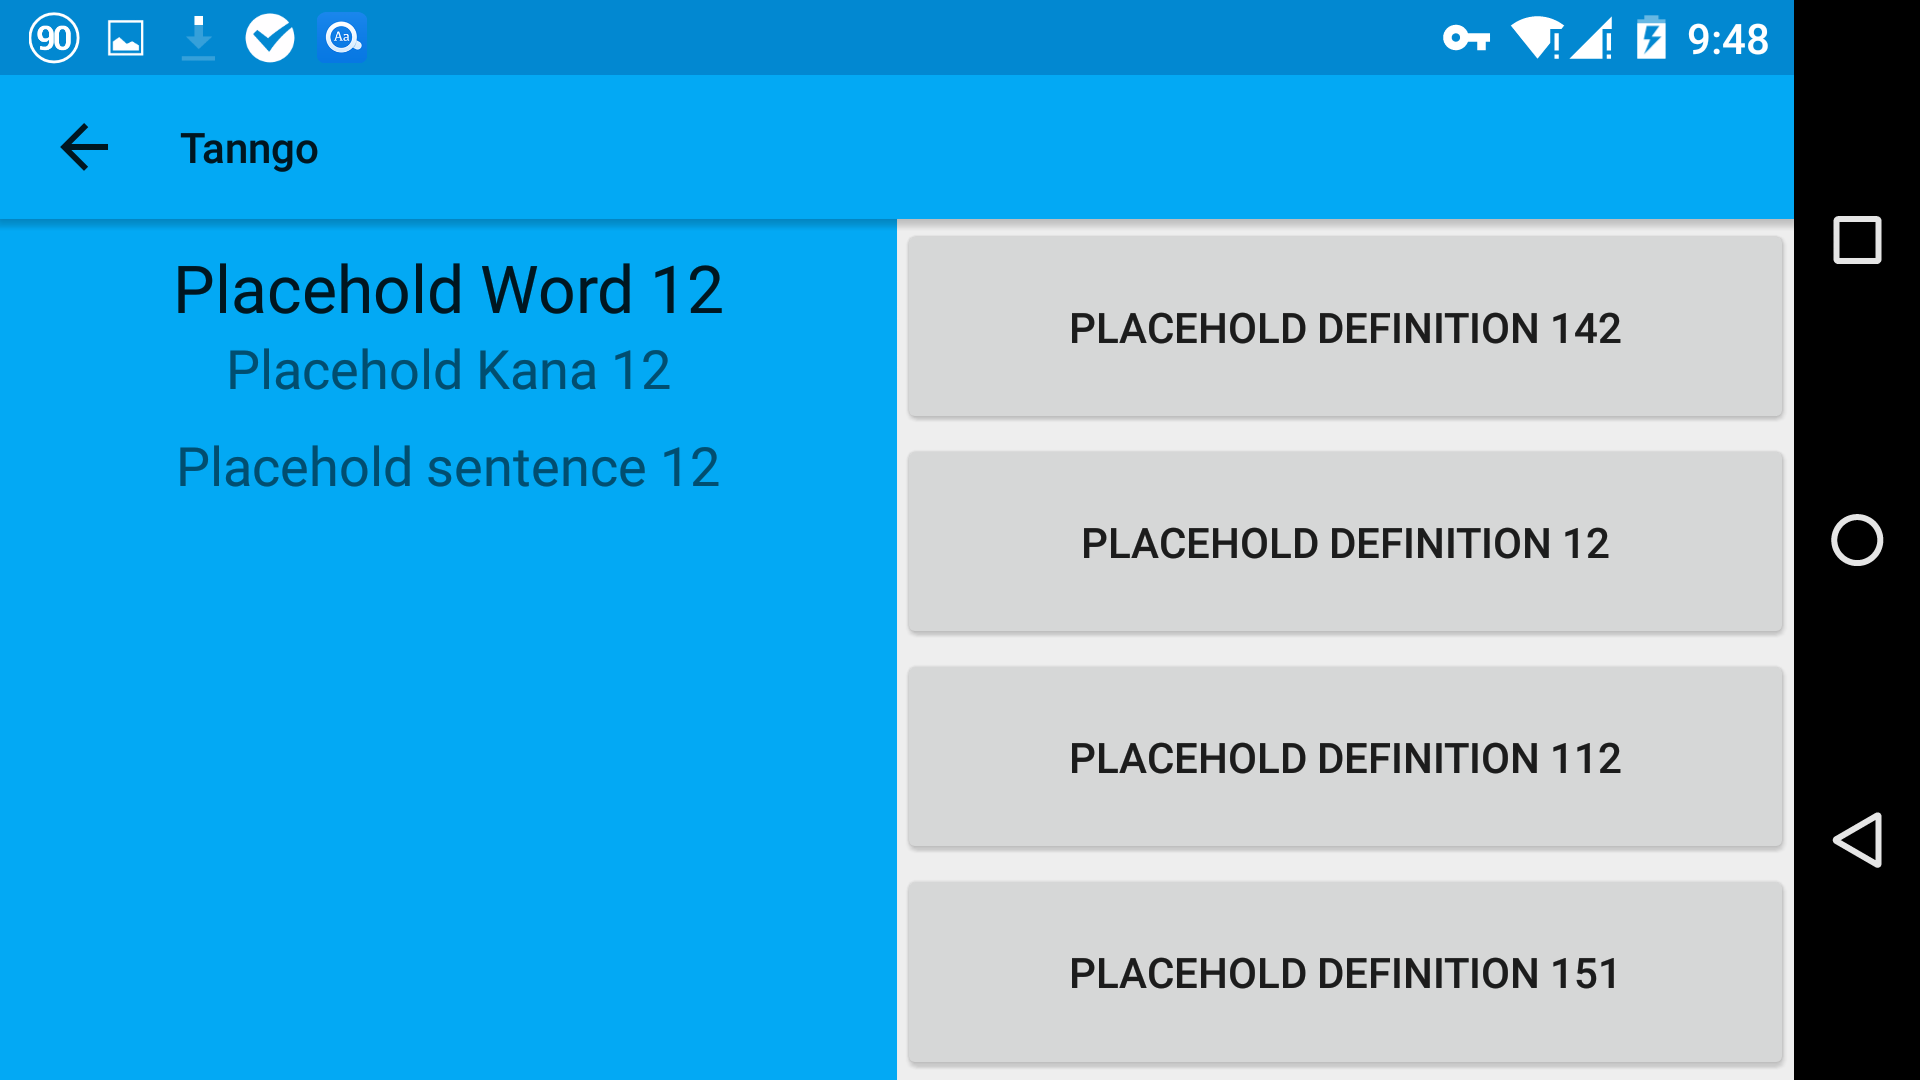 90
Aa
9:48
Tanngo
Placehold Word 12
Placehold Kana 12
Placehold sentence 12
PLACEHOLD DEFINITION 142
PLACEHOLD DEFINITION 12
PLACEHOLD DEFINITION 112
PLACEHOLD DEFINITION 151